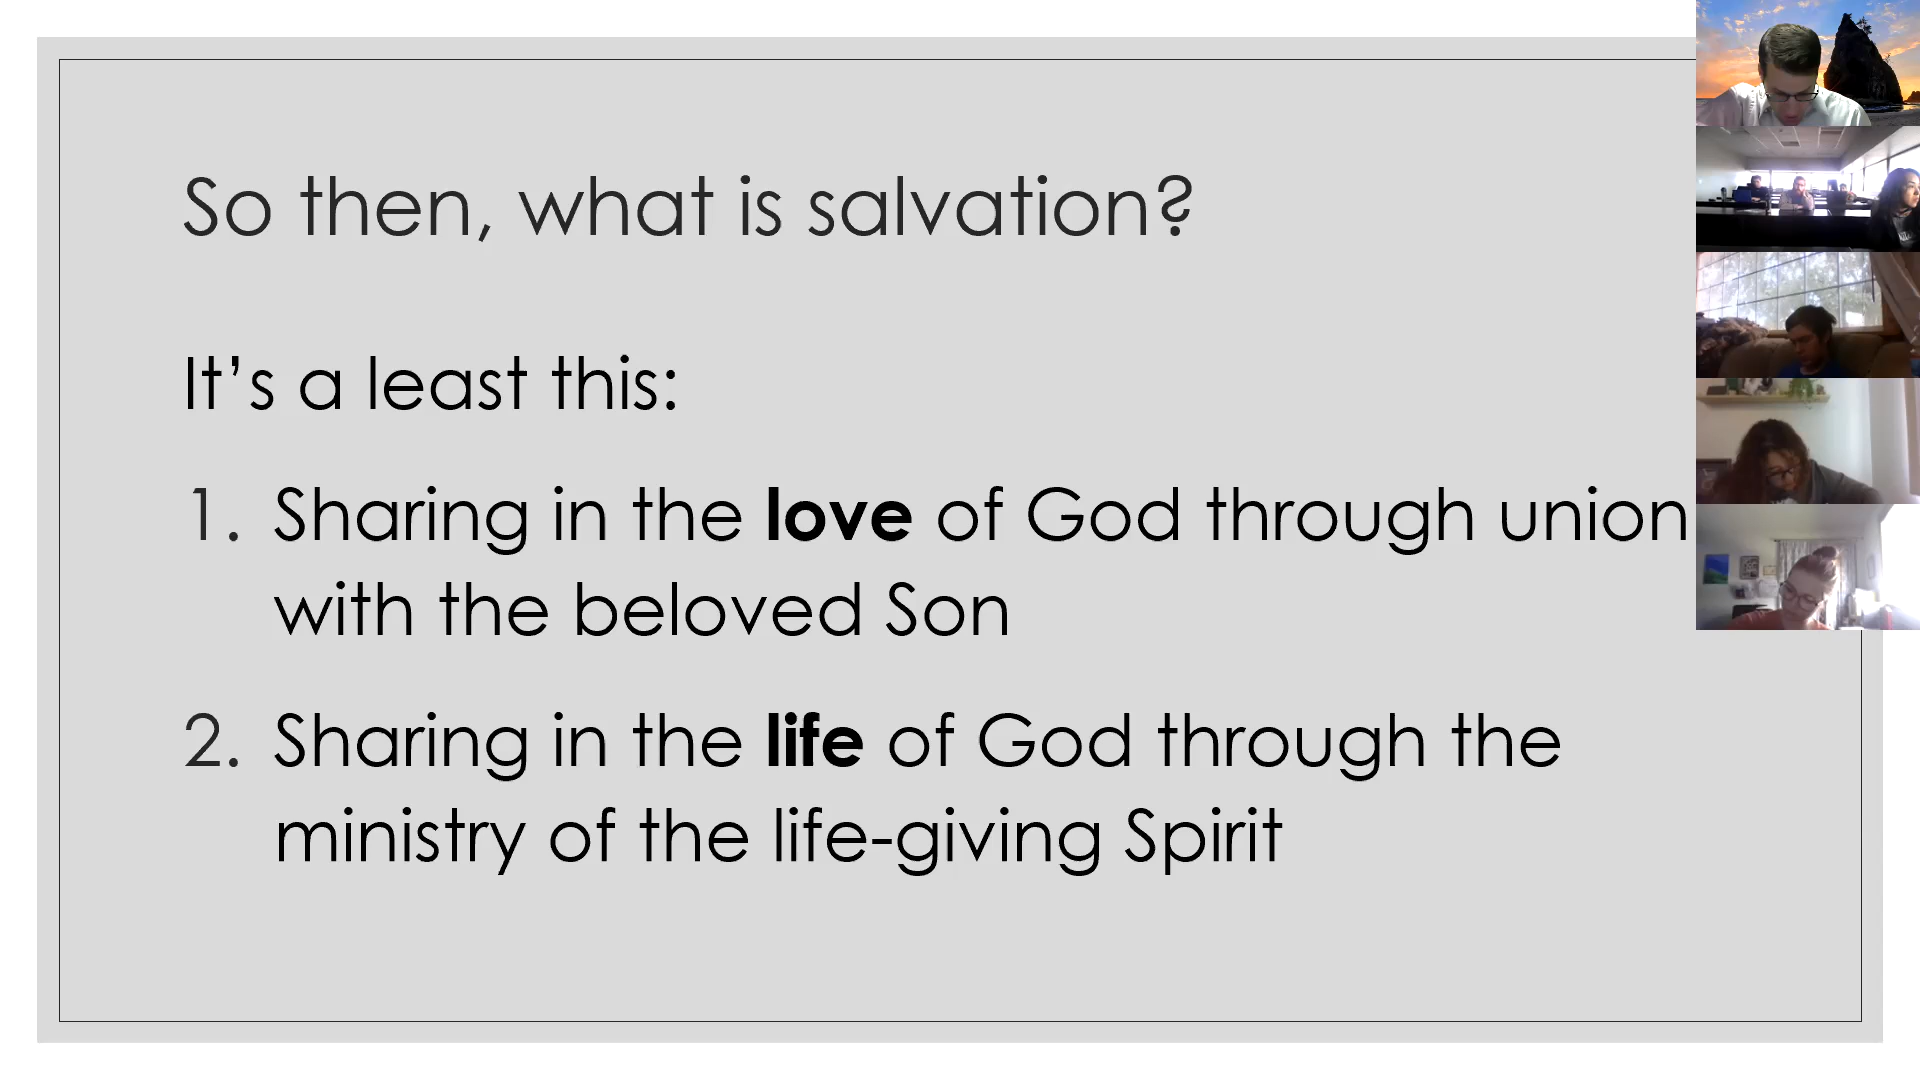 So then, what is salvation?
It’s a least this:
1. Sharing in the love of God through union
with the beloved Son
2. Sharing in the life of God through the
ministry of the life-giving Spirit